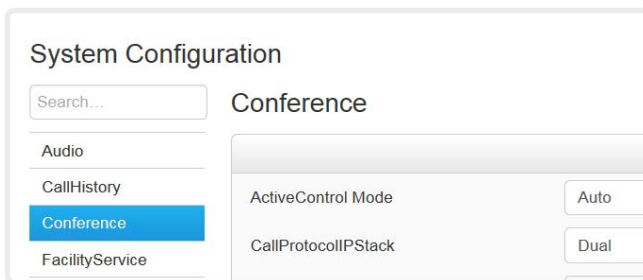 System Configuration
Search...
Audio
CallHistory
Conference
FacilityService
Conference
ActiveControl Mode
Auto
CallProtocolIPStack
Dual